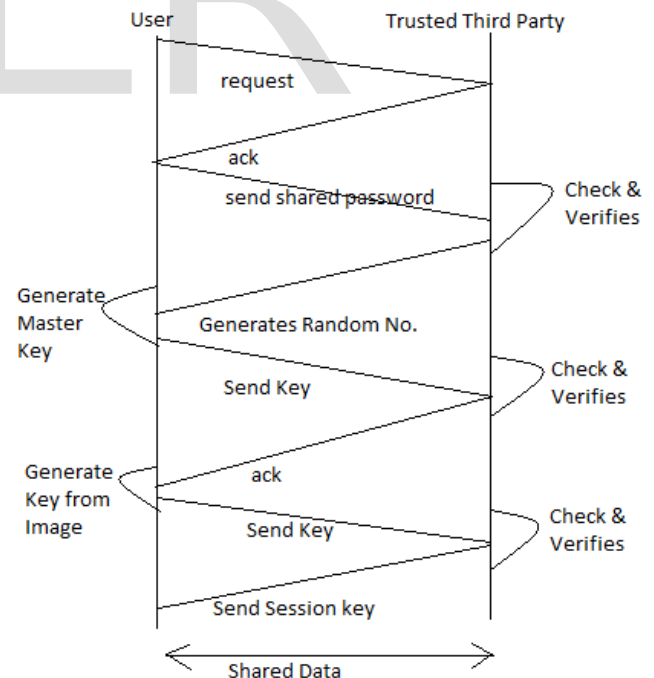 User
Trusted Third Party
request
ack
send shared password
Check &
Verifies
Generate
Master
Key
Generates Random No.
Send Key
Check &
Verifies
Generate
Key from
Image
ack
Send Key
Check &
Verifies
Send Session key
Shared Data